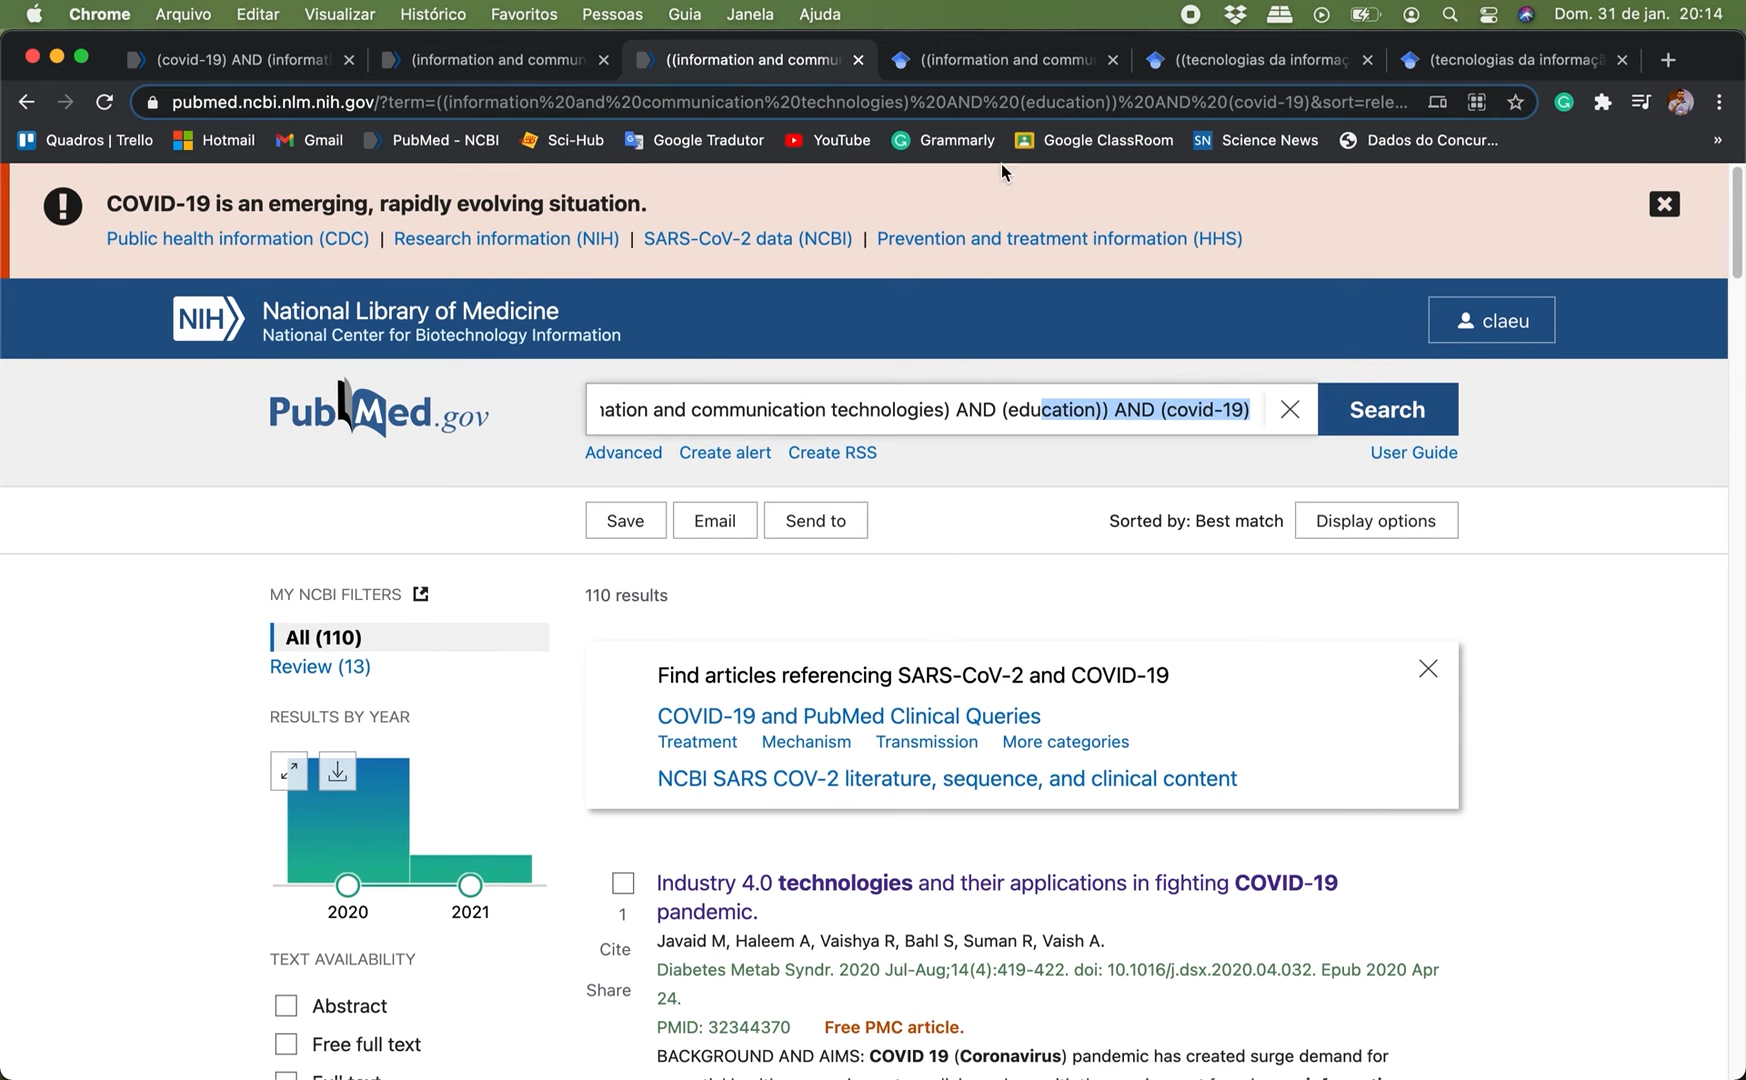 Chrome Arquivo Editar Visualizar Histórico Favoritos Pessoas Guia Janela Ajuda Dom. 31 de jan. 20:14
(covid-19) AND (informati (information and commun ((information and commu ((information and commu ((tecnologias da informaç (tecnologias da informaçã
pubmed.ncbi.nlm.nih.gov/?term=((information%20and%20communication%20technologies)%20AND%20(education))%20AND%20(covid-19)&sort=rele...
Quadros | Trello Hotmail Gmail PubMed - NCBI Sci-Hub Google Tradutor YouTube Grammarly Google ClassRoom SN Science News Dados do Concur... »
COVID-19 is an emerging, rapidly evolving situation.
Public health information (CDC) | Research information (NIH) | SARS-CoV-2 data (NCBI) | Prevention and treatment information (HHS)
NIH National Library of Medicine
National Center for Biotechnology Information
claeu
PubMed.gov
nation and communication technologies) AND (education)) AND (covid-19) Search
Advanced Create alert Create RSS User Guide
Save Email Send to Sorted by: Best match Display options
MY NCBI FILTERS
110 results
All (110)
Review (13)
RESULTS BY YEAR
2020 2021
TEXT AVAILABILITY
Abstract
Free full text
Find articles referencing SARS-CoV-2 and COVID-19
COVID-19 and PubMed Clinical Queries
Treatment Mechanism Transmission More categories
NCBI SARS COV-2 literature, sequence, and clinical content
1
Cite
Share
Industry 4.0 technologies and their applications in fighting COVID-19
pandemic.
Javaid M, Haleem A, Vaishya R, Bahl S, Suman R, Vaish A.
Diabetes Metab Syndr. 2020 Jul-Aug;14(4):419-422. doi: 10.1016/j.dsx.2020.04.032. Epub 2020 Apr
24.
PMID: 32344370 Free PMC article.
BACKGROUND AND AIMS: COVID 19 (Coronavirus) pandemic has created surge demand for